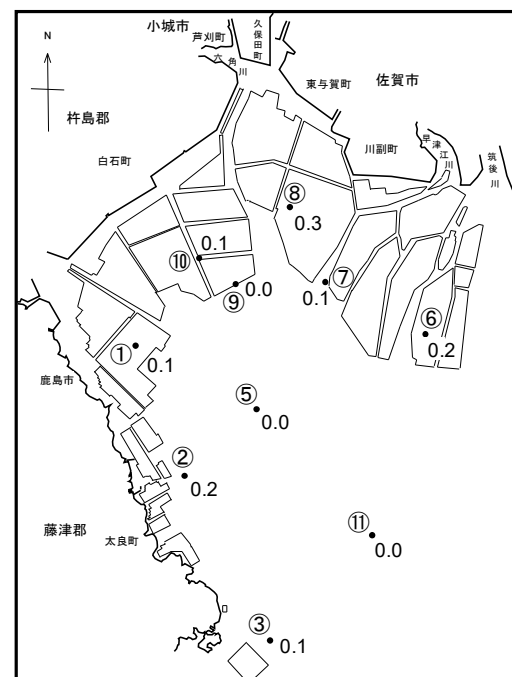 小城市
芦刈町
久保田町
N
六角川
東与賀町
佐賀市
杵島郡
川副町
早津江川
筑後川
白石町
⑧
0.3
0.1
⑩
⑦
0.0
0.1
⑨
⑥
0.2
①
0.1
鹿島市
⑤
0.0
②
0.2
藤津郡
太良町
⑪
0.0
③
0.1